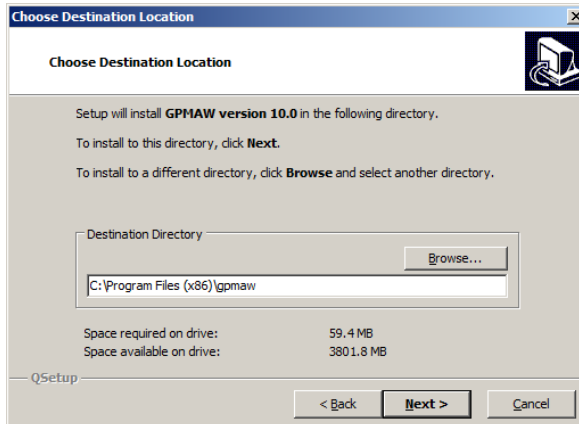 Choose Destination Location
Choose Destination Location
Setup will install GPMAW version 10.0 in the following directory.
To install to this directory, click Next.
To install to a different directory, click Browse and select another directory.
Destination Directory
Browse...
C:\Program Files (x86)\gpmaw
Space required on drive: 59.4 MB
Space available on drive: 3801.8 MB
QSetup
< Back Next > Cancel